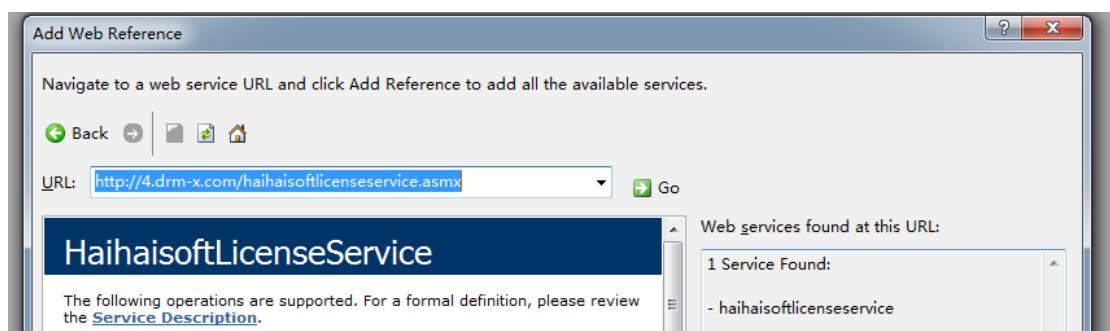 Add Web Reference
Navigate to a web service URL and click Add Reference to add all the available services.
Back
URL: http://4.drm-x.com/haihaisoftlicenseservice.asmx Go
HaihaisoftLicenseService
The following operations are supported. For a formal definition, please review
the Service Description.
Web services found at this URL:
1 Service Found:
- haihaisoftlicenseservice